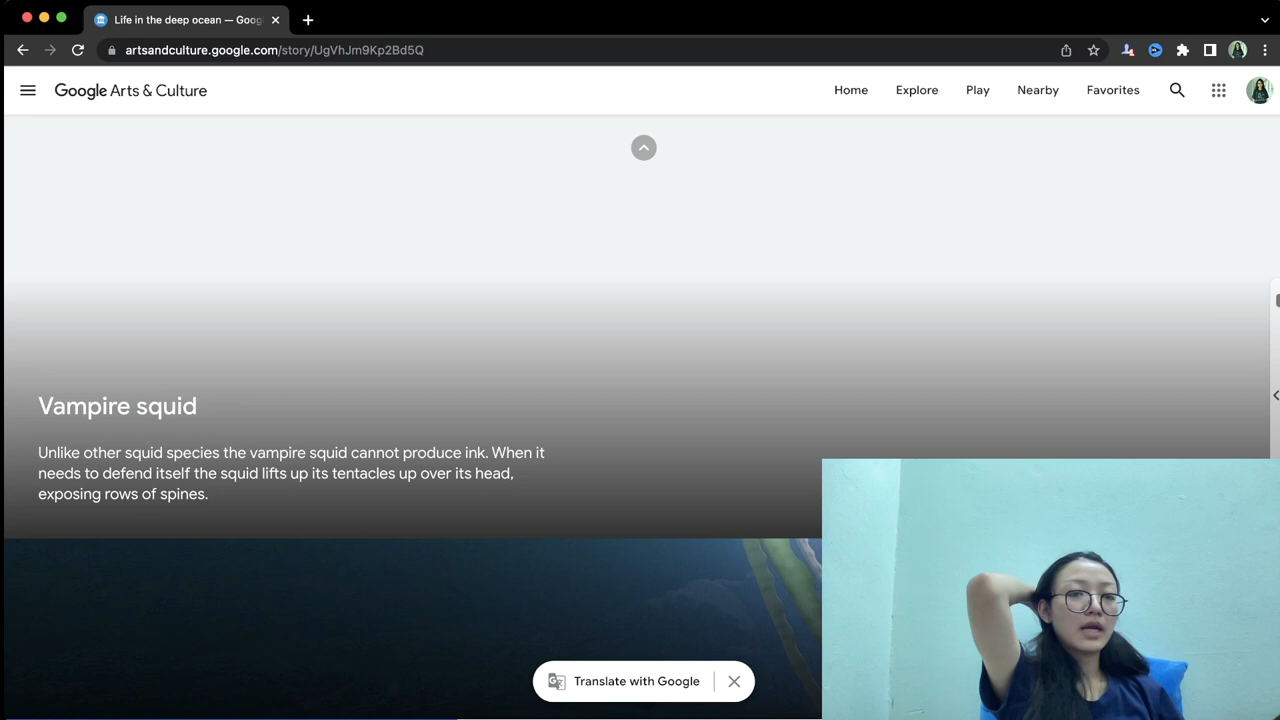 Life in the deep ocean — Goog
artsandculture.google.com/story/UgVhJm9Kp2Bd5Q
Google Arts & Culture
Home
Explore
Play
Nearby
Favorites
Vampire squid
Unlike other squid species the vampire squid cannot produce ink. When it
needs to defend itself the squid lifts up its tentacles up over its head,
exposing rows of spines.
Translate with Google